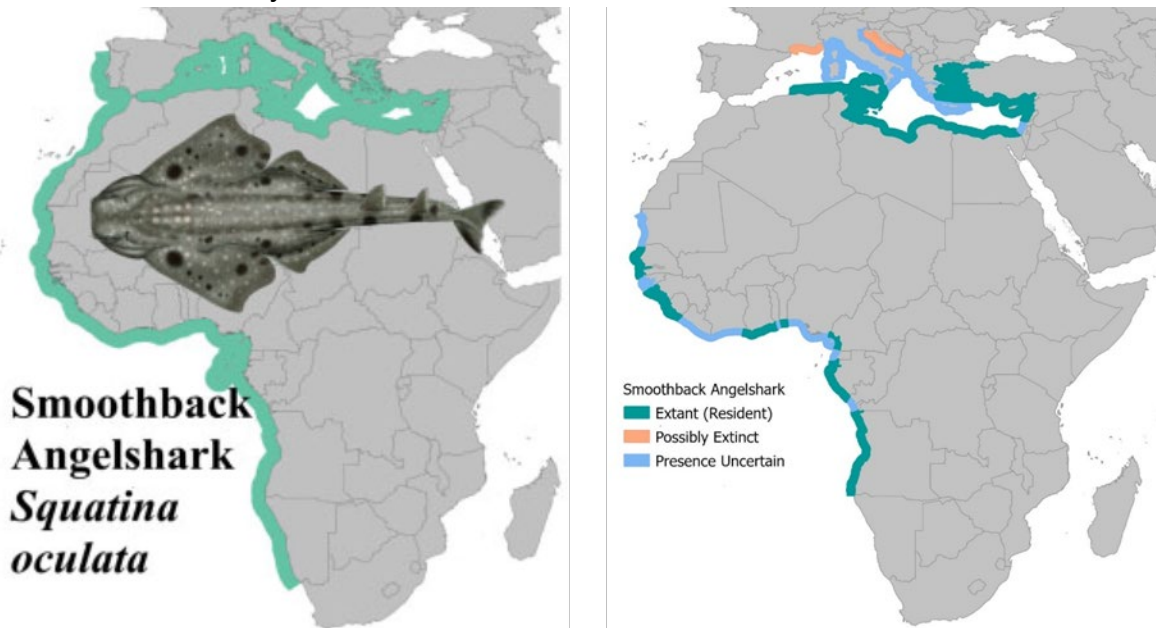 Smoothback
Angelshark
Squatina
oculata
Smoothback Angelshark
Extant (Resident)
Possibly Extinct
Presence Uncertain